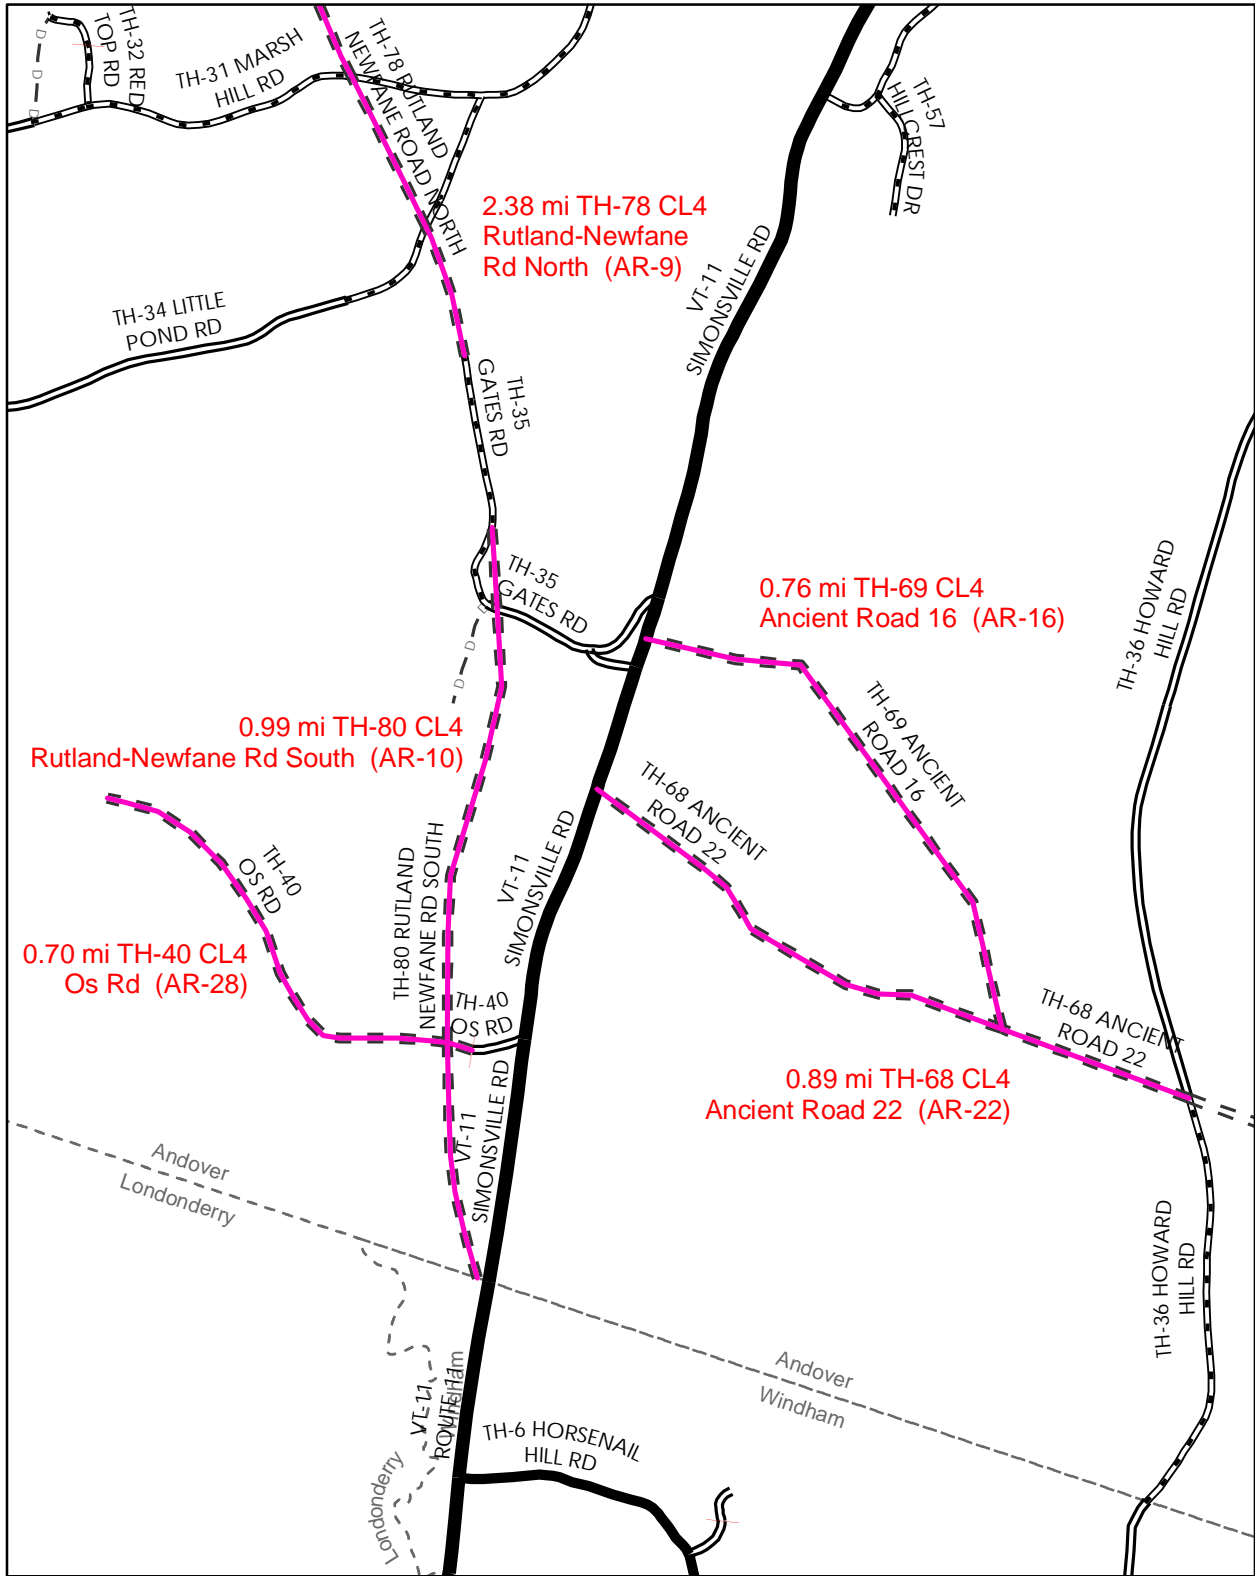 TH-32 RED
TOP RD
D
D
D
TH-31 MARSH
HILL RD
TH-78 RUTLAND
NEWFANE ROAD NORTH
TH-57
HILLCREST DR
2.38 mi TH-78 CL4
Rutland-Newfane
Rd North (AR-9)
VT-11
SIMONSVILLE RD
TH-34 LITTLE
POND RD
TH-35
GATES RD
TH-35
GATES RD
D
D
D
0.76 mi TH-69 CL4
Ancient Road 16 (AR-16)
TH-36 HOWARD
HILL RD
0.99 mi TH-80 CL4
Rutland-Newfane Rd South (AR-10)
TH-69 ANCIENT
ROAD 16
TH-68 ANCIENT
ROAD 22
TH-40
OS RD
TH-80 RUTLAND
NEWFANE RD SOUTH
VT-11
SIMONSVILLE RD
0.70 mi TH-40 CL4
Os Rd (AR-28)
TH-40
OS RD
TH-68 ANCIENT
ROAD 22
0.89 mi TH-68 CL4
Ancient Road 22 (AR-22)
VT-11
SIMONSVILLE RD
Andover
Londonderry
TH-36 HOWARD
HILL RD
Andover
Windham
VT-11
ROUTE 11
Windham
Londonderry
TH-6 HORSENAIL
HILL RD